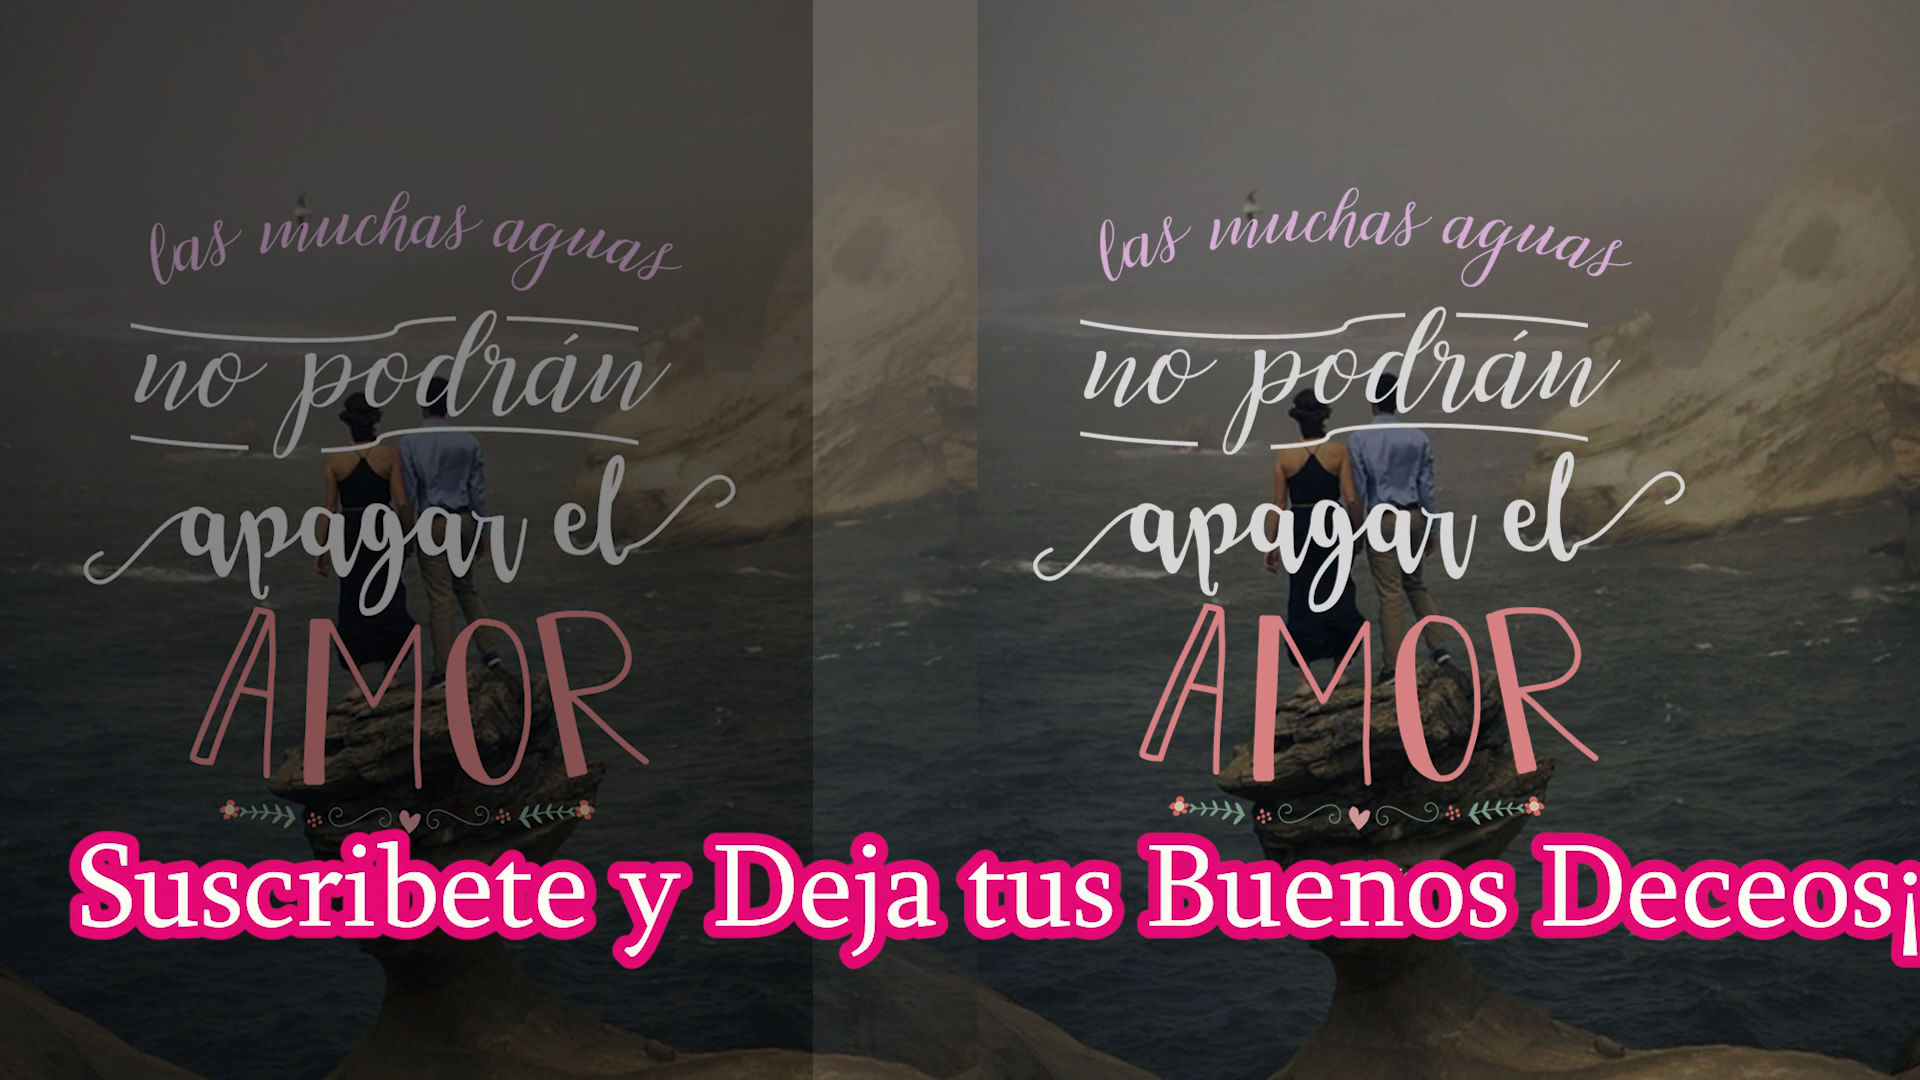 las muchas aguas
no podrán
apagar el
AMOR
las muchas aguas
no podrán
apagar el
AMOR
Suscribete y Deja tus Buenos Deceos¡